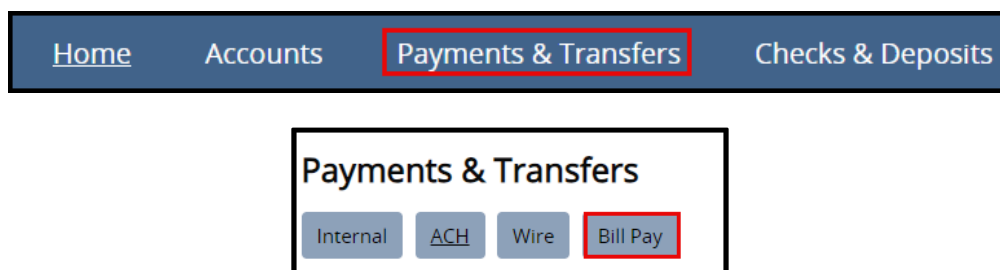 Home Accounts Payments & Transfers Checks & Deposits
Payments & Transfers
Internal ACH Wire Bill Pay